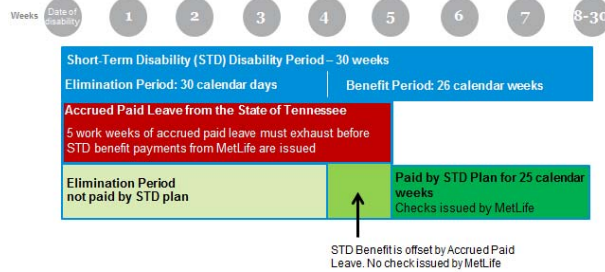 Weeks Date of disability 1 2 3 4 5 6 7 8-30
Short-Term Disability (STD) Disability Period – 30 weeks
Elimination Period: 30 calendar days
Benefit Period: 26 calendar weeks
Accrued Paid Leave from the State of Tennessee
5 work weeks of accrued paid leave must exhaust before
STD benefit payments from MetLife are issued
Elimination Period
not paid by STD plan
Paid by STD Plan for 25 calendar
weeks
Checks issued by MetLife
STD Benefit is offset by Accrued Paid
Leave. No check issued by MetLife